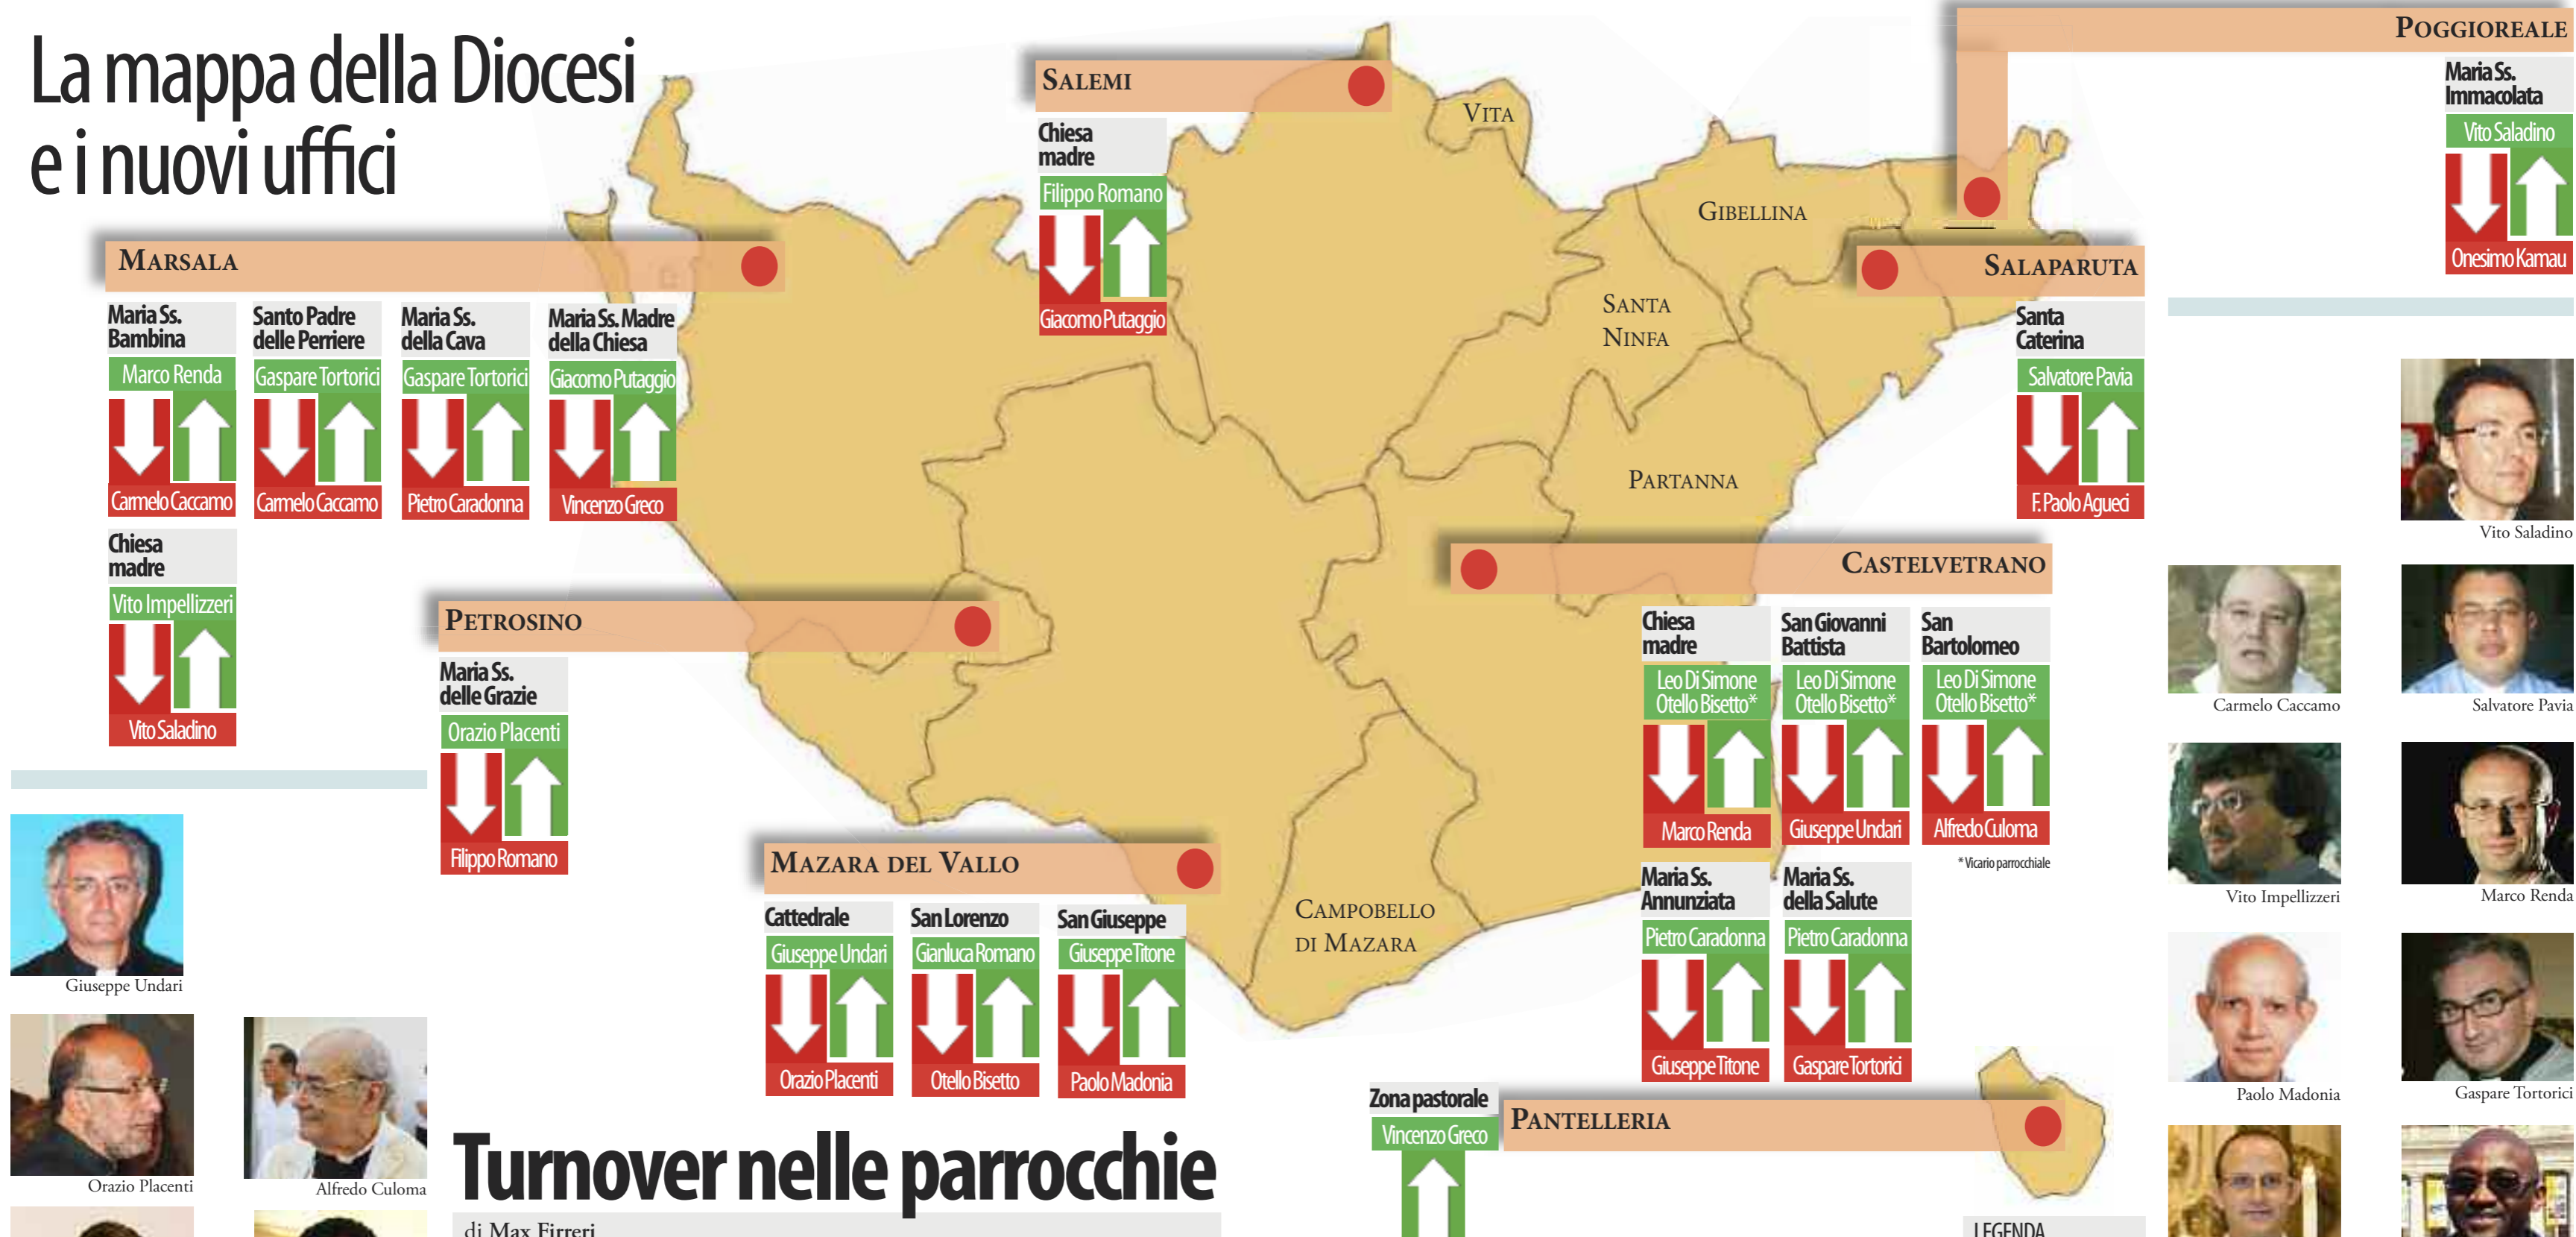 La mappa della Diocesi
e i nuovi uffici
POGGIOREALE
Maria Ss.
Immacolata
Vito Saladino
Onesimo Kamau
SALEMI
Chiesa
madre
Filippo Romano
Giacomo Putaggio
VITA
GIBELLINA
SANTA
NINFA
PARTANNA
SALAPARUTA
Santa
Caterina
Salvatore Pavia
F. Paolo Agueci
MARSALA
Maria Ss.
Bambina
Marco Renda
Carmelo Caccamo
Santo Padre
delle Perriere
Gaspare Tortorici
Carmelo Caccamo
Maria Ss.
della Cava
Gaspare Tortorici
Pietro Caradonna
Maria Ss. Madre
della Chiesa
Giacomo Putaggio
Vincenzo Greco
Chiesa
madre
Vito Impellizzeri
Vito Saladino
PETROSINO
Maria Ss.
delle Grazie
Orazio Placenti
Filippo Romano
MAZARA DEL VALLO
Cattedrale
Giuseppe Undari
Orazio Placenti
San Lorenzo
Gianluca Romano
Otello Bisetto
San Giuseppe
Giuseppe Titone
Paolo Madonia
CAMPOBELLO
DI MAZARA
CASTELVETRANO
Chiesa
madre
Leo Di Simone
Otello Bisetto*
Marco Renda
San Giovanni
Battista
Leo Di Simone
Otello Bisetto*
Giuseppe Undari
San
Bartolomeo
Leo Di Simone
Otello Bisetto*
Alfredo Culoma
* Vicario parrocchiale
Maria Ss.
Annunziata
Pietro Caradonna
Giuseppe Titone
Maria Ss.
della Salute
Pietro Caradonna
Gaspare Tortorici
Zona pastorale
Vincenzo Greco
PANTELLERIA
LEGENDA
Vito Saladino
Carmelo Caccamo
Salvatore Pavia
Vito Impellizzeri
Marco Renda
Paolo Madonia
Gaspare Tortorici
Giuseppe Undari
Orazio Placenti
Alfredo Culoma
Turnover nelle parrocchie
di Max Firreri